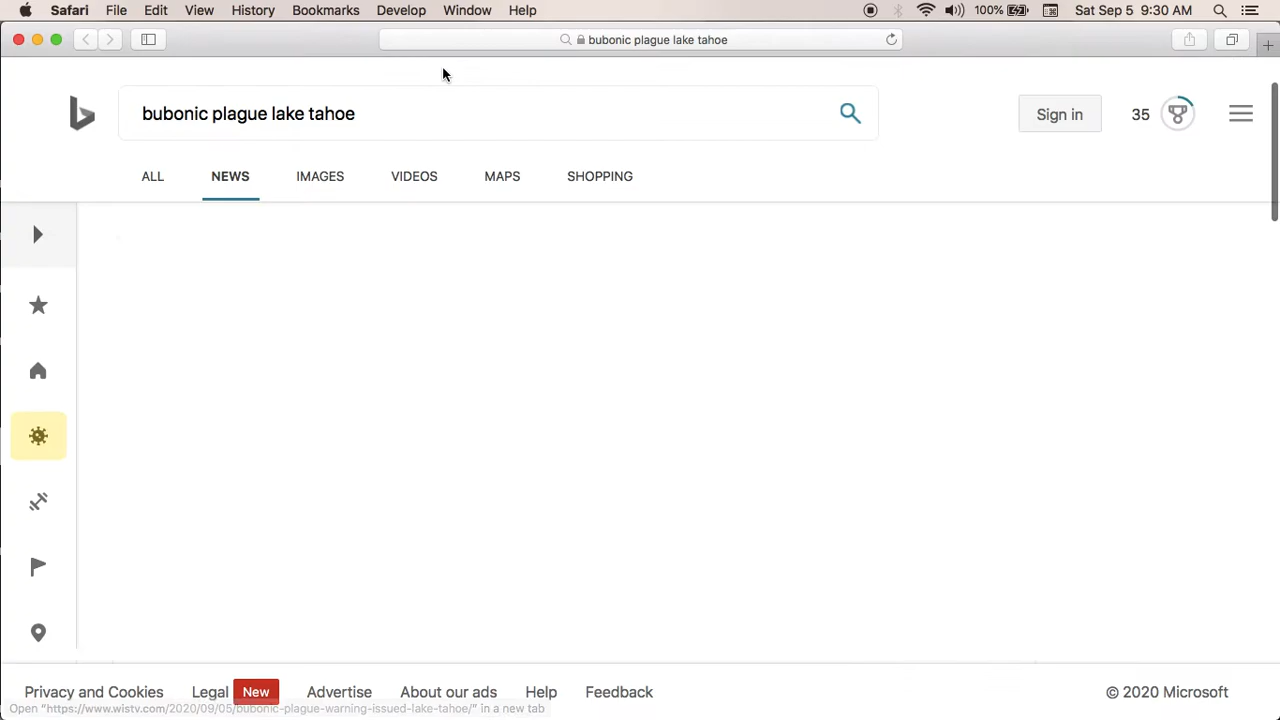 Safari File Edit View History Bookmarks Develop Window Help 100% Sat Sep 5 9:30 AM
bubonic plague lake tahoe
bubonic plague lake tahoe Sign in 35
ALL NEWS IMAGES VIDEOS MAPS SHOPPING
Privacy and Cookies Legal New Advertise About our ads Help Feedback © 2020 Microsoft
Open “https://www.wistv.com/2020/09/05/bubonic-plague-warning-issued-lake-tahoe/” in a new tab